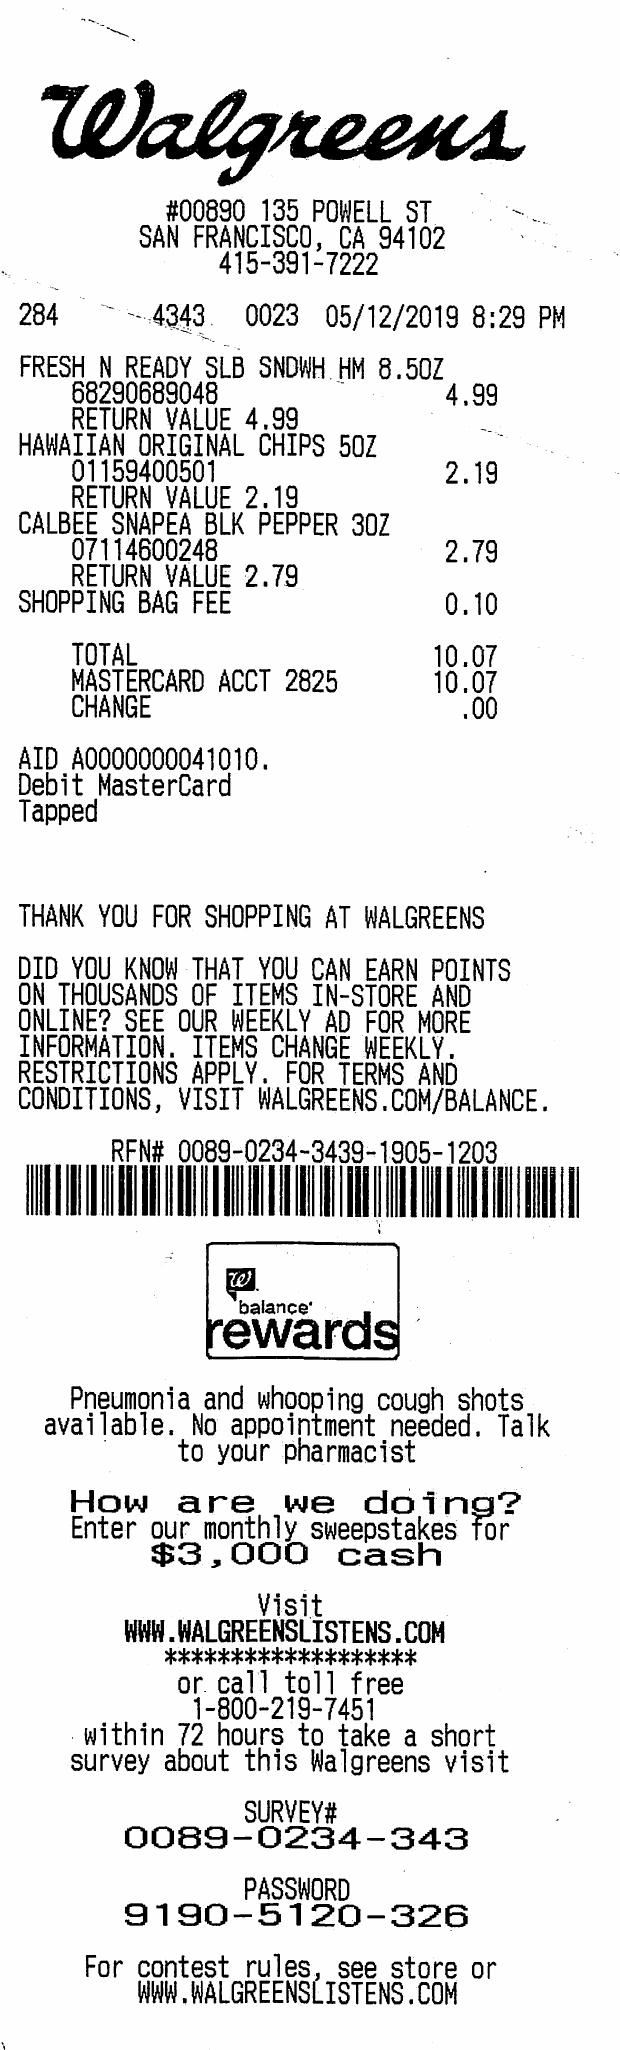 Walgreens
#00890 135 POWELL ST
SAN FRANCISCO, CA 94102
415-391-7222
284 4343 0023 05/12/2019 8:29 PM
FRESH N READY SLB SNDWH HM 8.5OZ
68290689048 4.99
RETURN VALUE 4.99
HAWAIIAN ORIGINAL CHIPS 5OZ
01159400501 2.19
RETURN VALUE 2.19
CALBEE SNAPEA BLK PEPPER 3OZ
07114600248 2.79
RETURN VALUE 2.79
SHOPPING BAG FEE 0.10
TOTAL 10.07
MASTERCARD ACCT 2825 10.07
CHANGE .00
AID A0000000041010.
Debit MasterCard
Tapped
THANK YOU FOR SHOPPING AT WALGREENS
DID YOU KNOW THAT YOU CAN EARN POINTS
ON THOUSANDS OF ITEMS IN-STORE AND
ONLINE? SEE OUR WEEKLY AD FOR MORE
INFORMATION. ITEMS CHANGE WEEKLY.
RESTRICTIONS APPLY. FOR TERMS AND
CONDITIONS, VISIT WALGREENS.COM/BALANCE.
RFN# 0089-0234-3439-1905-1203
W
balance
rewards
Pneumonia and whooping cough shots
available. No appointment needed. Talk
to your pharmacist
How are we doing?
Enter our monthly sweepstakes for
$3,000 cash
Visit
WWW.WALGREENSLISTENS.COM
*******************
or call toll free
1-800-219-7451
within 72 hours to take a short
survey about this Walgreens visit
SURVEY#
0089-0234-343
PASSWORD
9190-5120-326
For contest rules, see store or
WWW.WALGREENSLISTENS.COM